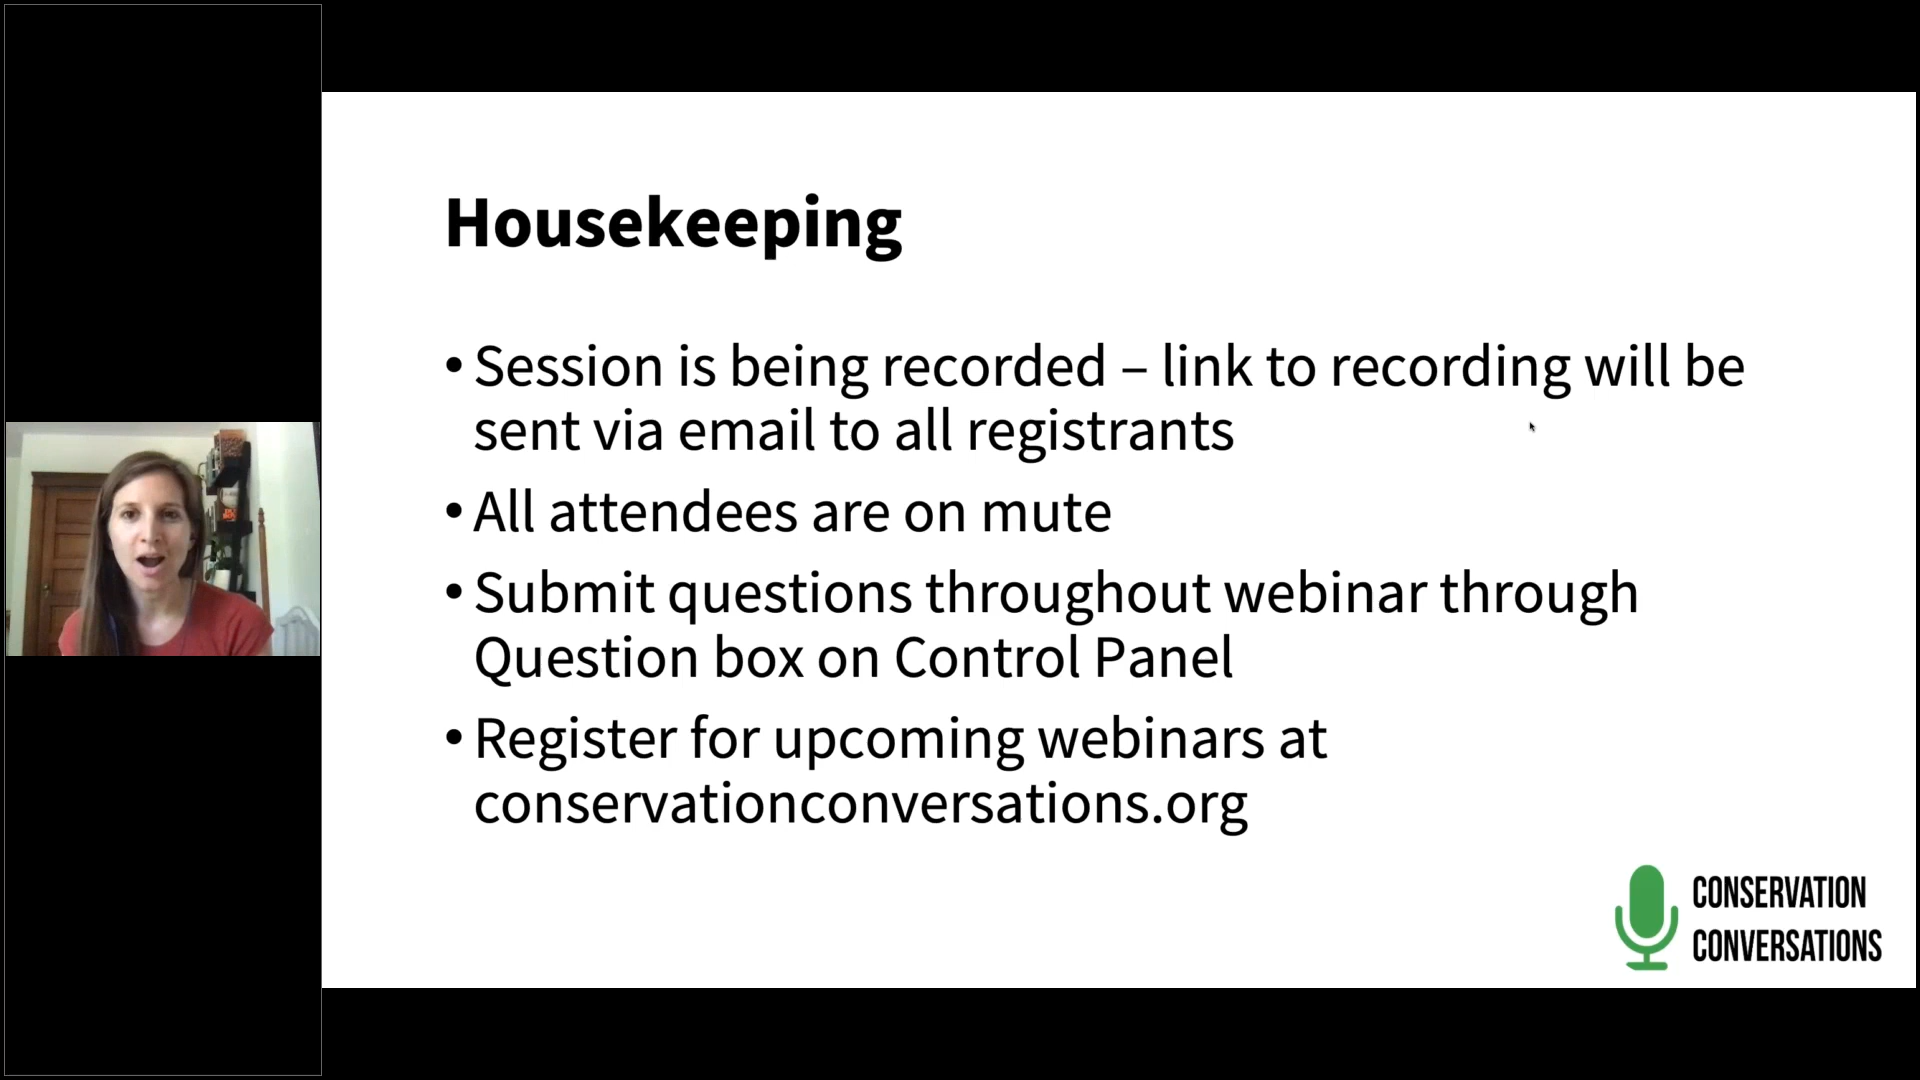 Housekeeping
• Session is being recorded – link to recording will be
sent via email to all registrants
• All attendees are on mute
• Submit questions throughout webinar through
Question box on Control Panel
• Register for upcoming webinars at
conservationconversations.org
CONSERVATION
CONVERSATIONS